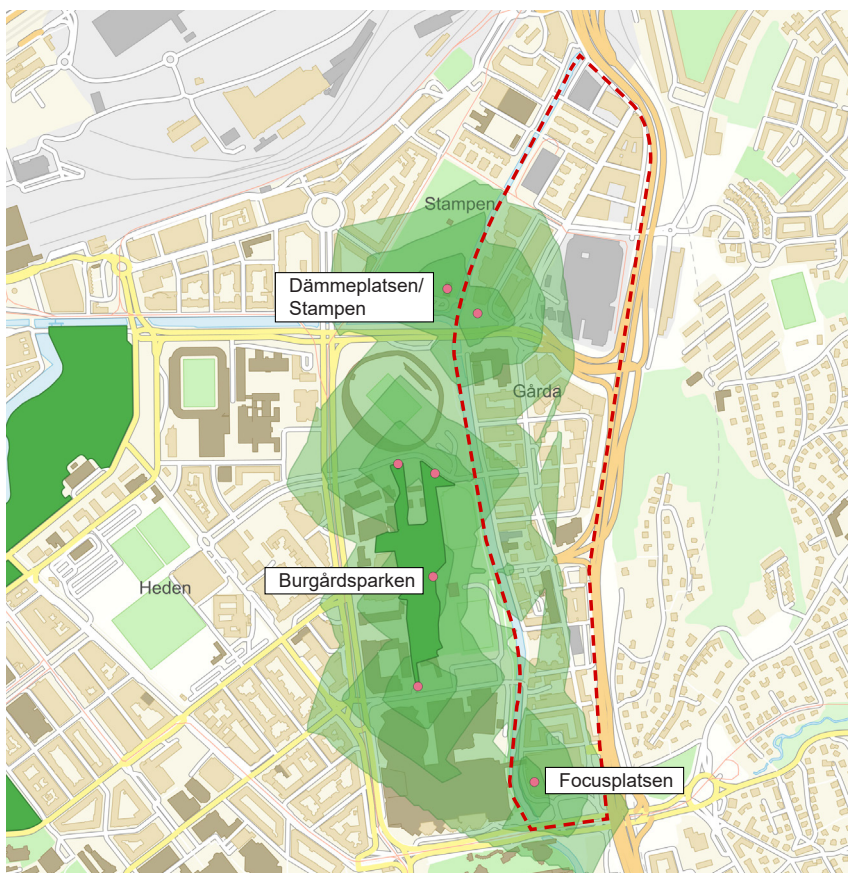 Stampen
Dämmeplatsen/
Stampen
Gårda
Burgårdsparken
Heden
Focusplatsen